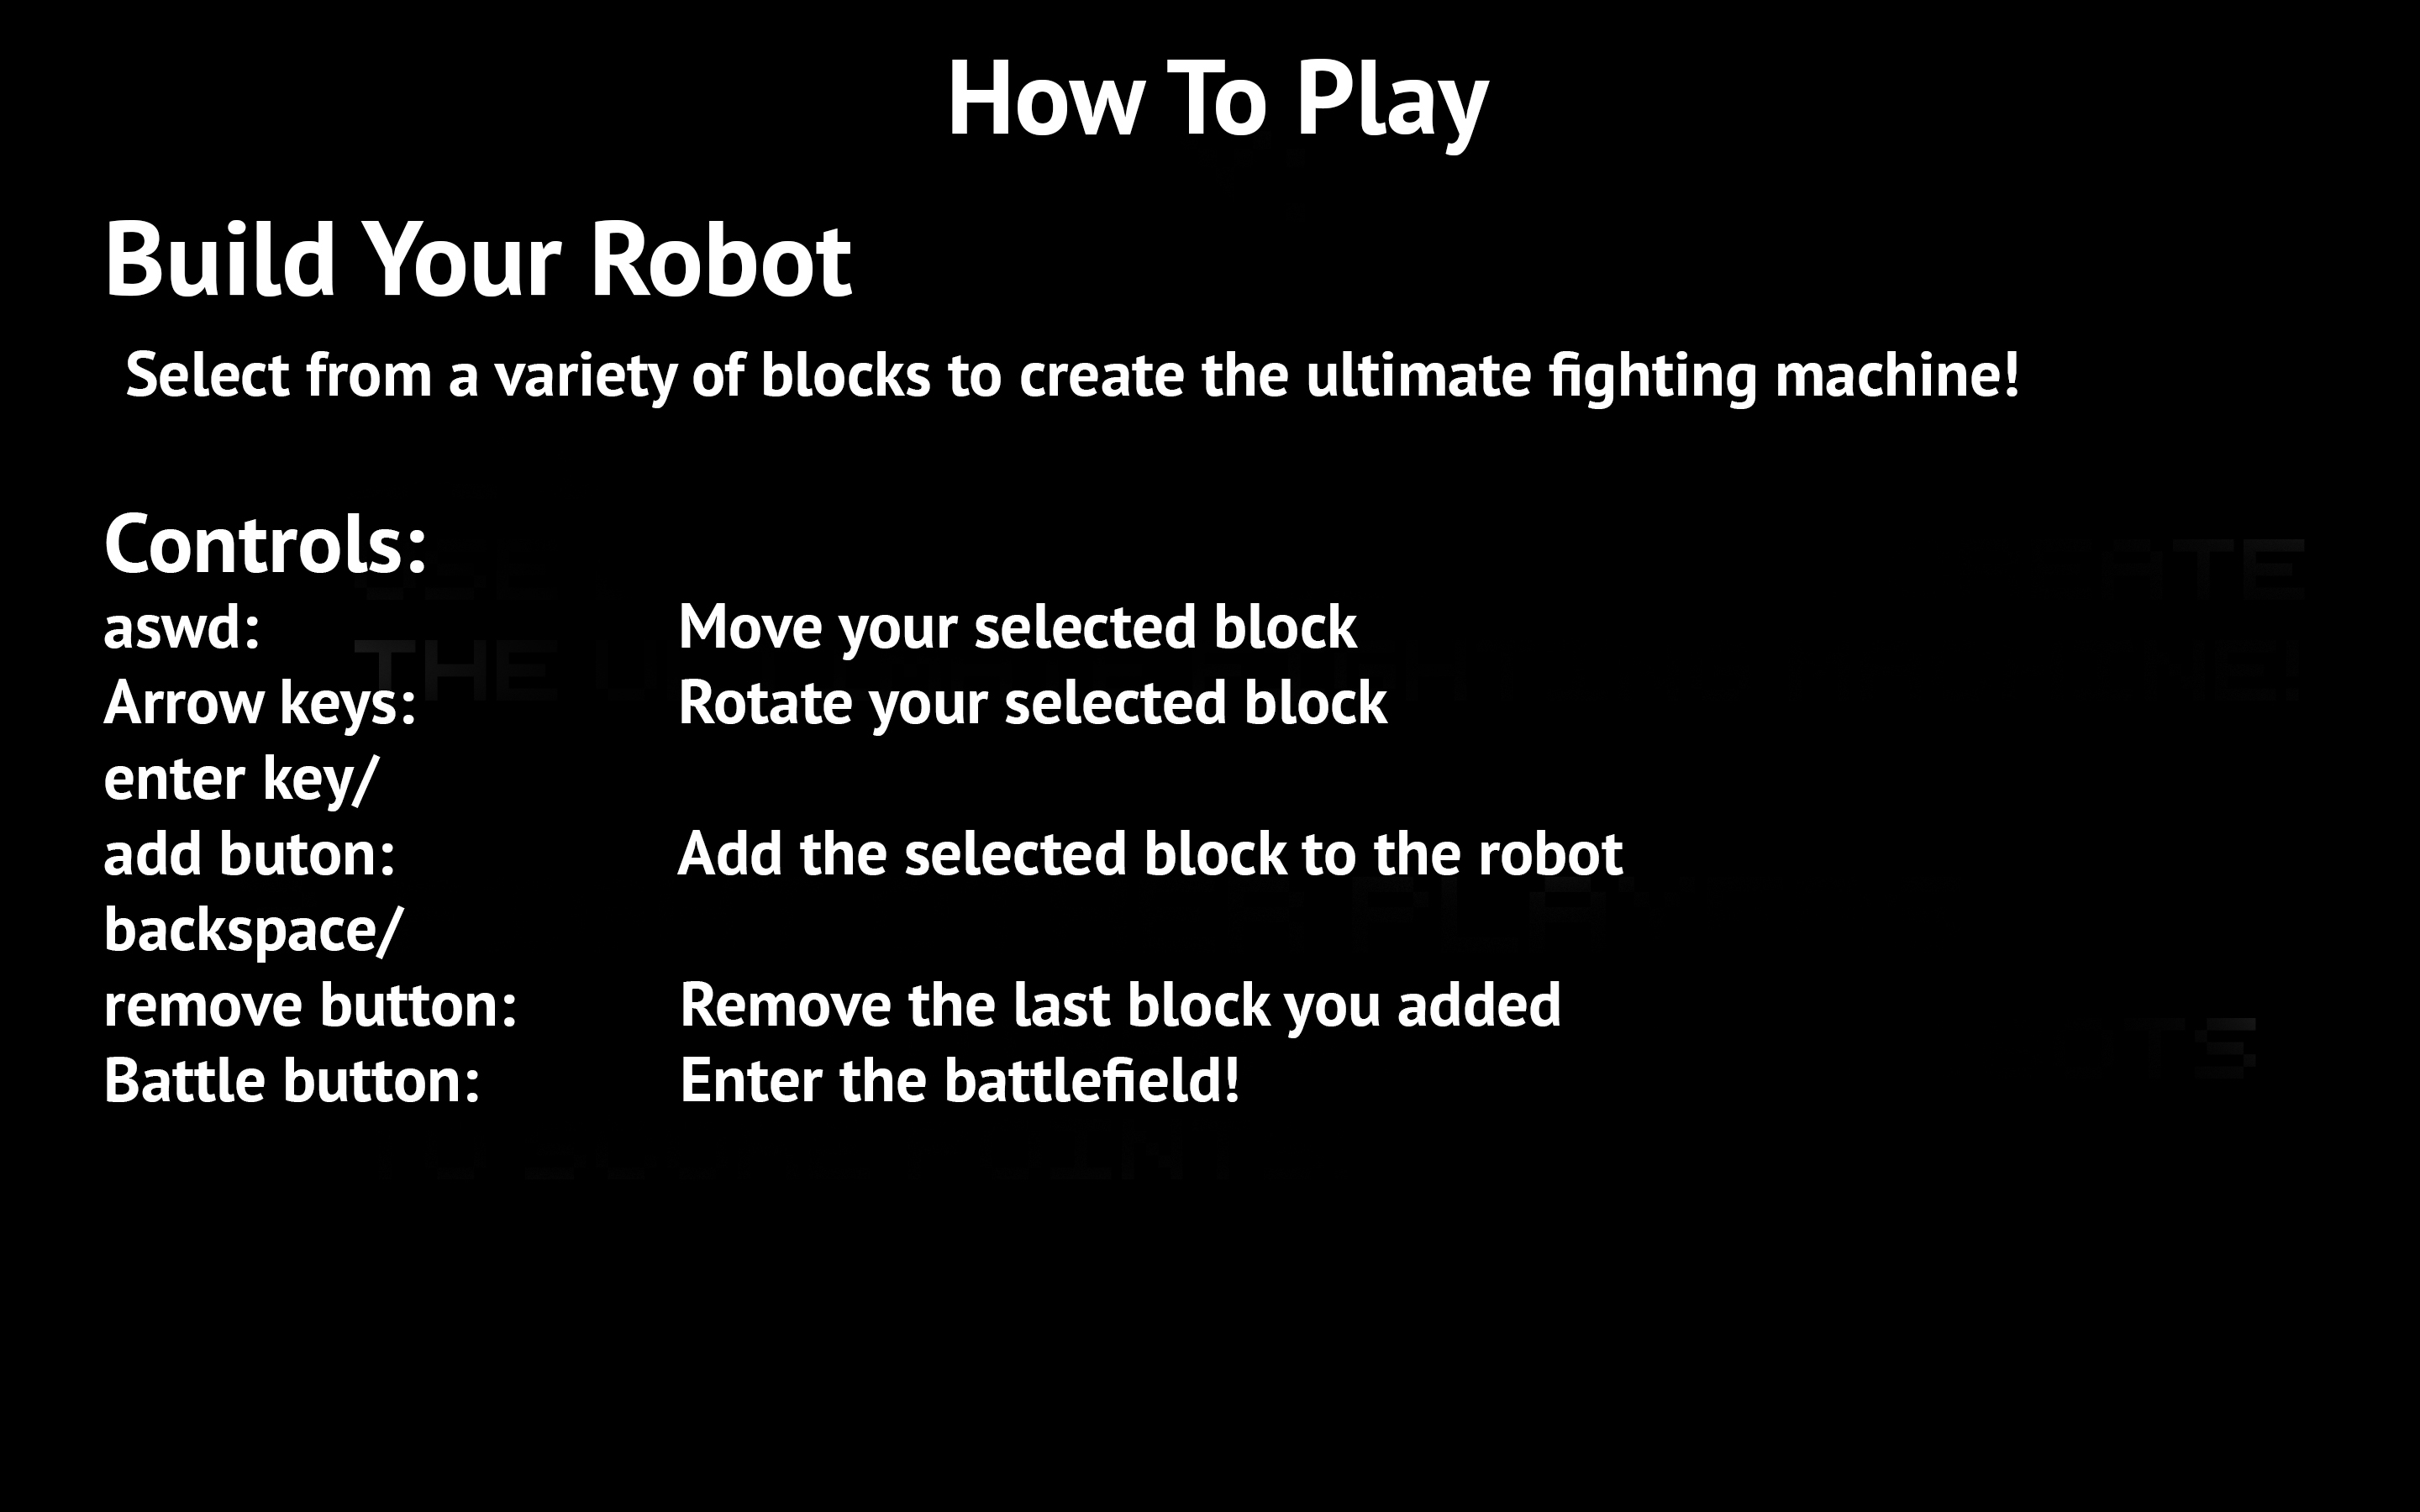 How To Play
Build Your Robot
Select from a variety of blocks to create the ultimate fighting machine!
Controls:
aswd: Move your selected block
Arrow keys: Rotate your selected block
enter key/
add buton: Add the selected block to the robot
backspace/
remove button: Remove the last block you added
Battle button: Enter the battlefield!
THE